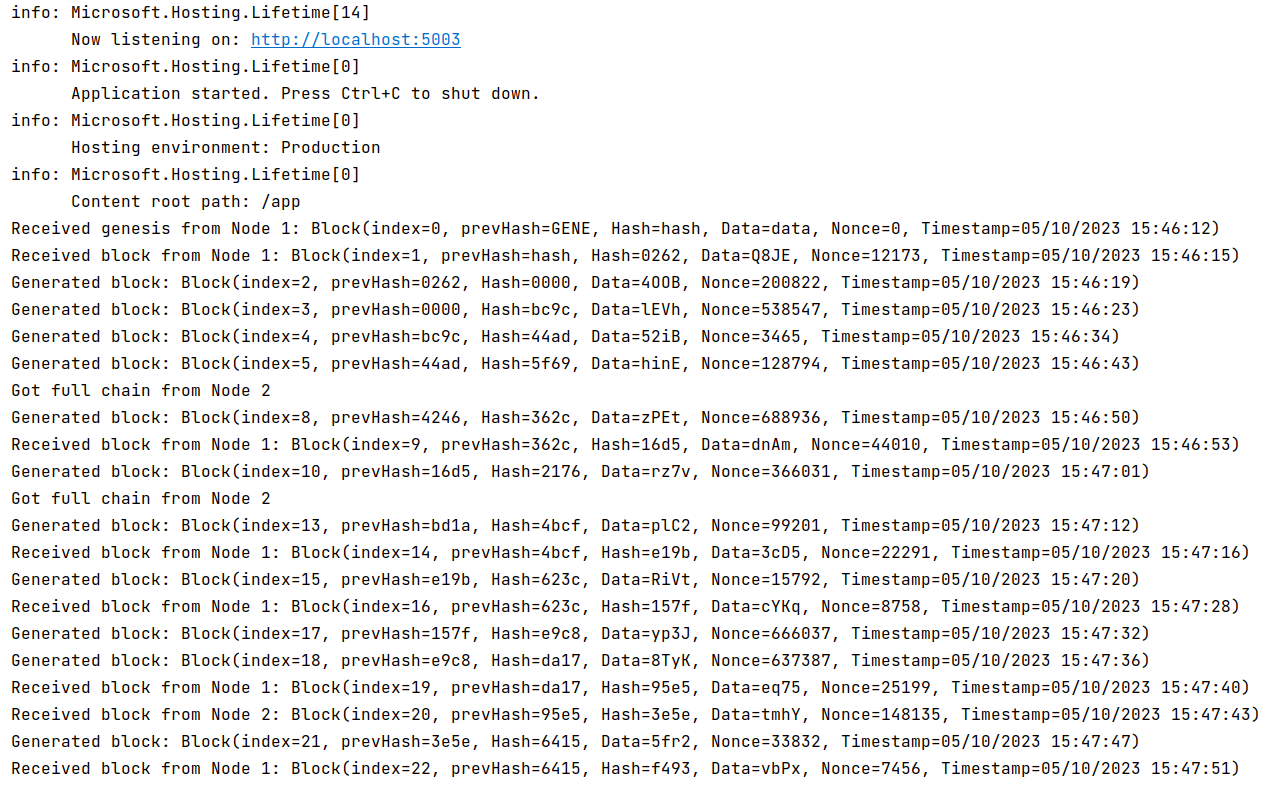 info: Microsoft.Hosting.Lifetime[14]
Now listening on: http://localhost:5003
info: Microsoft.Hosting.Lifetime[0]
Application started. Press Ctrl+C to shut down.
info: Microsoft.Hosting.Lifetime[0]
Hosting environment: Production
info: Microsoft.Hosting.Lifetime[0]
Content root path: /app
Received genesis from Node 1: Block(index=0, prevHash=GENE, Hash=hash, Data=data, Nonce=0, Timestamp=05/10/2023 15:46:12)
Received block from Node 1: Block(index=1, prevHash=hash, Hash=0262, Data=Q8JE, Nonce=12173, Timestamp=05/10/2023 15:46:15)
Generated block: Block(index=2, prevHash=0262, Hash=0000, Data=4OOB, Nonce=200822, Timestamp=05/10/2023 15:46:19)
Generated block: Block(index=3, prevHash=0000, Hash=bc9c, Data=lEVh, Nonce=538547, Timestamp=05/10/2023 15:46:23)
Generated block: Block(index=4, prevHash=bc9c, Hash=44ad, Data=52iB, Nonce=3465, Timestamp=05/10/2023 15:46:34)
Generated block: Block(index=5, prevHash=44ad, Hash=5f69, Data=hinE, Nonce=128794, Timestamp=05/10/2023 15:46:43)
Got full chain from Node 2
Generated block: Block(index=8, prevHash=4246, Hash=362c, Data=zPEt, Nonce=688936, Timestamp=05/10/2023 15:46:50)
Received block from Node 1: Block(index=9, prevHash=362c, Hash=16d5, Data=dnAm, Nonce=44010, Timestamp=05/10/2023 15:46:53)
Generated block: Block(index=10, prevHash=16d5, Hash=2176, Data=rz7v, Nonce=366031, Timestamp=05/10/2023 15:47:01)
Got full chain from Node 2
Generated block: Block(index=13, prevHash=bd1a, Hash=4bcf, Data=plC2, Nonce=99201, Timestamp=05/10/2023 15:47:12)
Received block from Node 1: Block(index=14, prevHash=4bcf, Hash=e19b, Data=3cD5, Nonce=22291, Timestamp=05/10/2023 15:47:16)
Generated block: Block(index=15, prevHash=e19b, Hash=623c, Data=RiVt, Nonce=15792, Timestamp=05/10/2023 15:47:20)
Received block from Node 1: Block(index=16, prevHash=623c, Hash=157f, Data=cYKq, Nonce=8758, Timestamp=05/10/2023 15:47:28)
Generated block: Block(index=17, prevHash=157f, Hash=e9c8, Data=yp3J, Nonce=666037, Timestamp=05/10/2023 15:47:32)
Generated block: Block(index=18, prevHash=e9c8, Hash=da17, Data=8TyK, Nonce=637387, Timestamp=05/10/2023 15:47:36)
Received block from Node 1: Block(index=19, prevHash=da17, Hash=95e5, Data=eq75, Nonce=25199, Timestamp=05/10/2023 15:47:40)
Received block from Node 2: Block(index=20, prevHash=95e5, Hash=3e5e, Data=tmhY, Nonce=148135, Timestamp=05/10/2023 15:47:43)
Generated block: Block(index=21, prevHash=3e5e, Hash=6415, Data=5fr2, Nonce=33832, Timestamp=05/10/2023 15:47:47)
Received block from Node 1: Block(index=22, prevHash=6415, Hash=f493, Data=vbPx, Nonce=7456, Timestamp=05/10/2023 15:47:51)